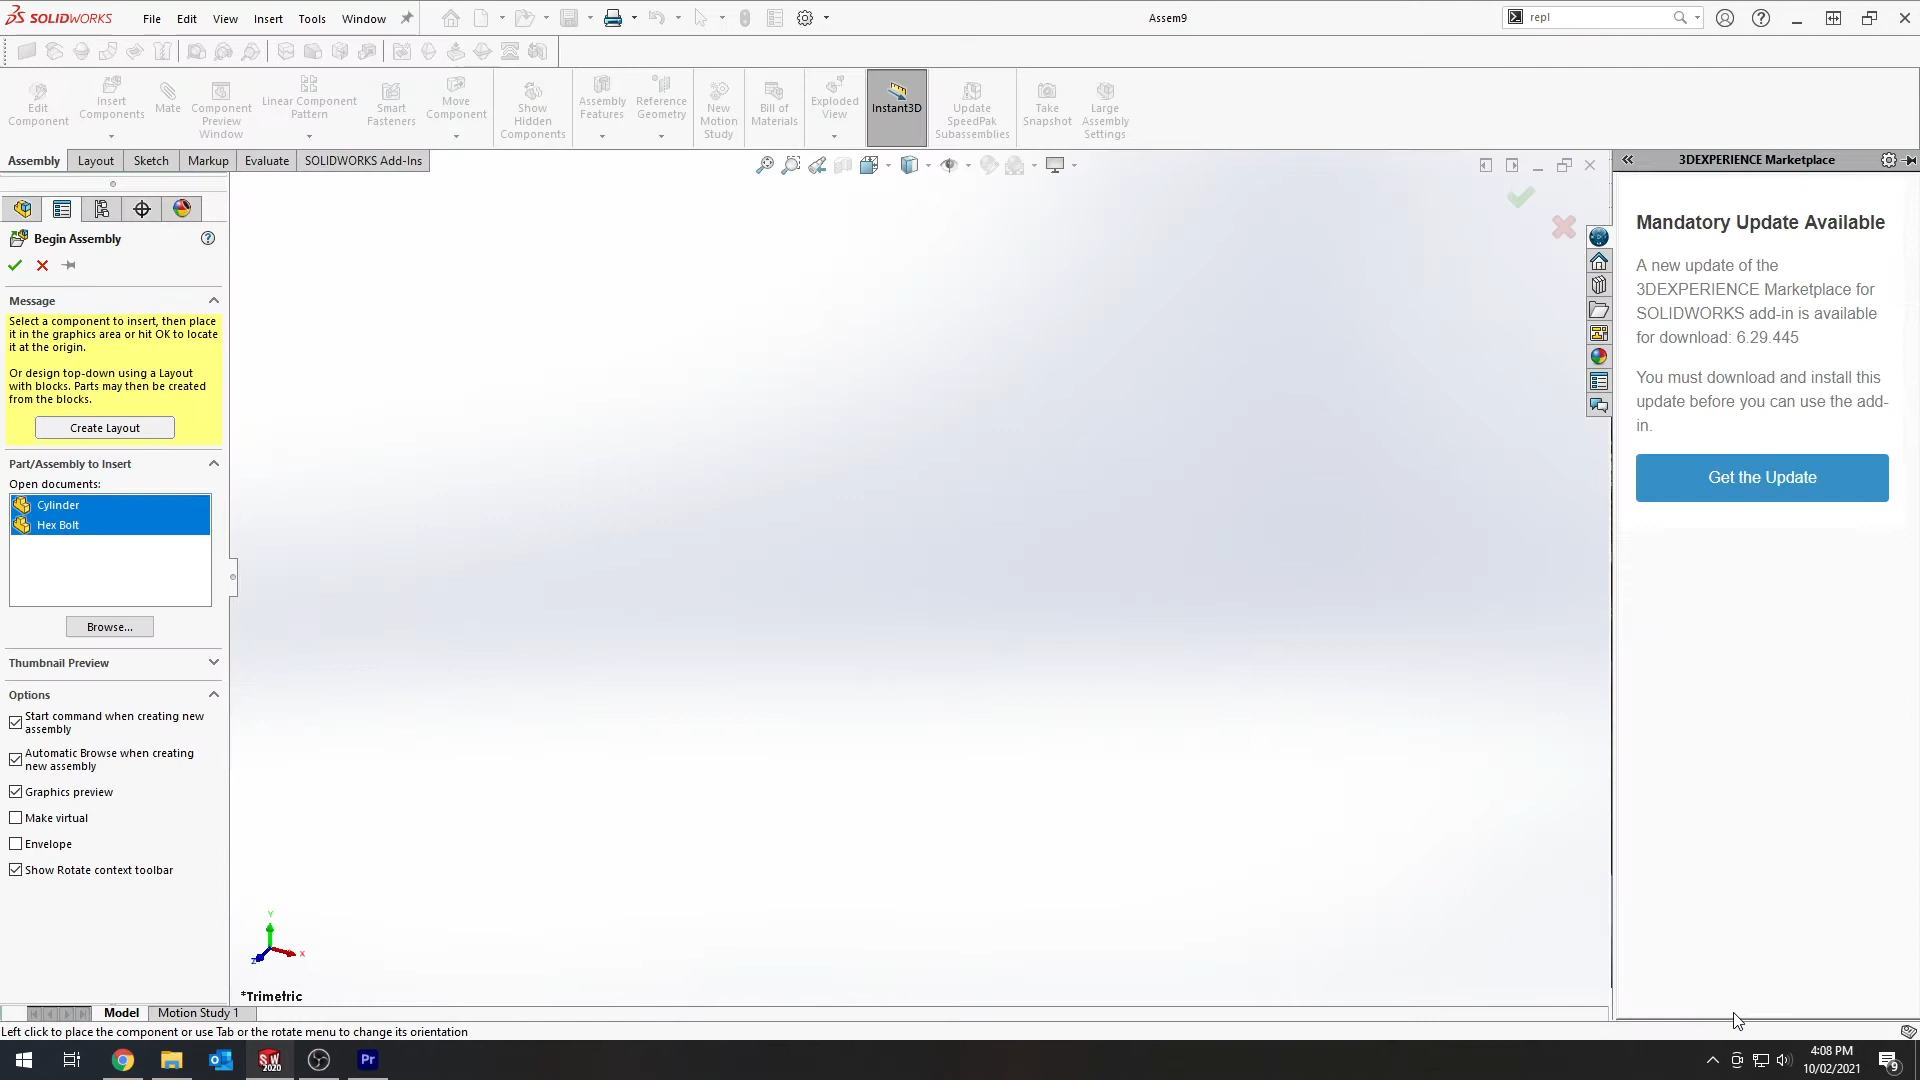 SOLIDWORKS
File
Edit
View
Insert
Tools
Window
Assem9
repl
Edit
Component
Insert
Components
Mate
Component
Preview
Window
Linear Component
Pattern
Smart
Fasteners
Move
Component
Show
Hidden
Components
Assembly
Features
Reference
Geometry
New
Motion
Study
Bill of
Materials
Exploded
View
Instant3D
Update
SpeedPak
Subassemblies
Take
Snapshot
Large
Assembly
Settings
Assembly
Layout
Sketch
Markup
Evaluate
SOLIDWORKS Add-Ins
Begin Assembly
Message
Select a component to insert, then place
it in the graphics area or hit OK to locate
it at the origin.
Or design top-down using a Layout
with blocks. Parts may then be created
from the blocks.
Create Layout
Part/Assembly to Insert
Open documents:
Cylinder
Hex Bolt
Browse...
Thumbnail Preview
Options
Start command when creating new
assembly
Automatic Browse when creating
new assembly
Graphics preview
Make virtual
Envelope
Show Rotate context toolbar
Y
X
Z
*Trimetric
Model
Motion Study 1
Left click to place the component or use Tab or the rotate menu to change its orientation
3DEXPERIENCE Marketplace
Mandatory Update Available
A new update of the
3DEXPERIENCE Marketplace for
SOLIDWORKS add-in is available
for download: 6.29.445
You must download and install this
update before you can use the add-
in.
Get the Update
SW
2020
Pr
4:08 PM
10/02/2021
9